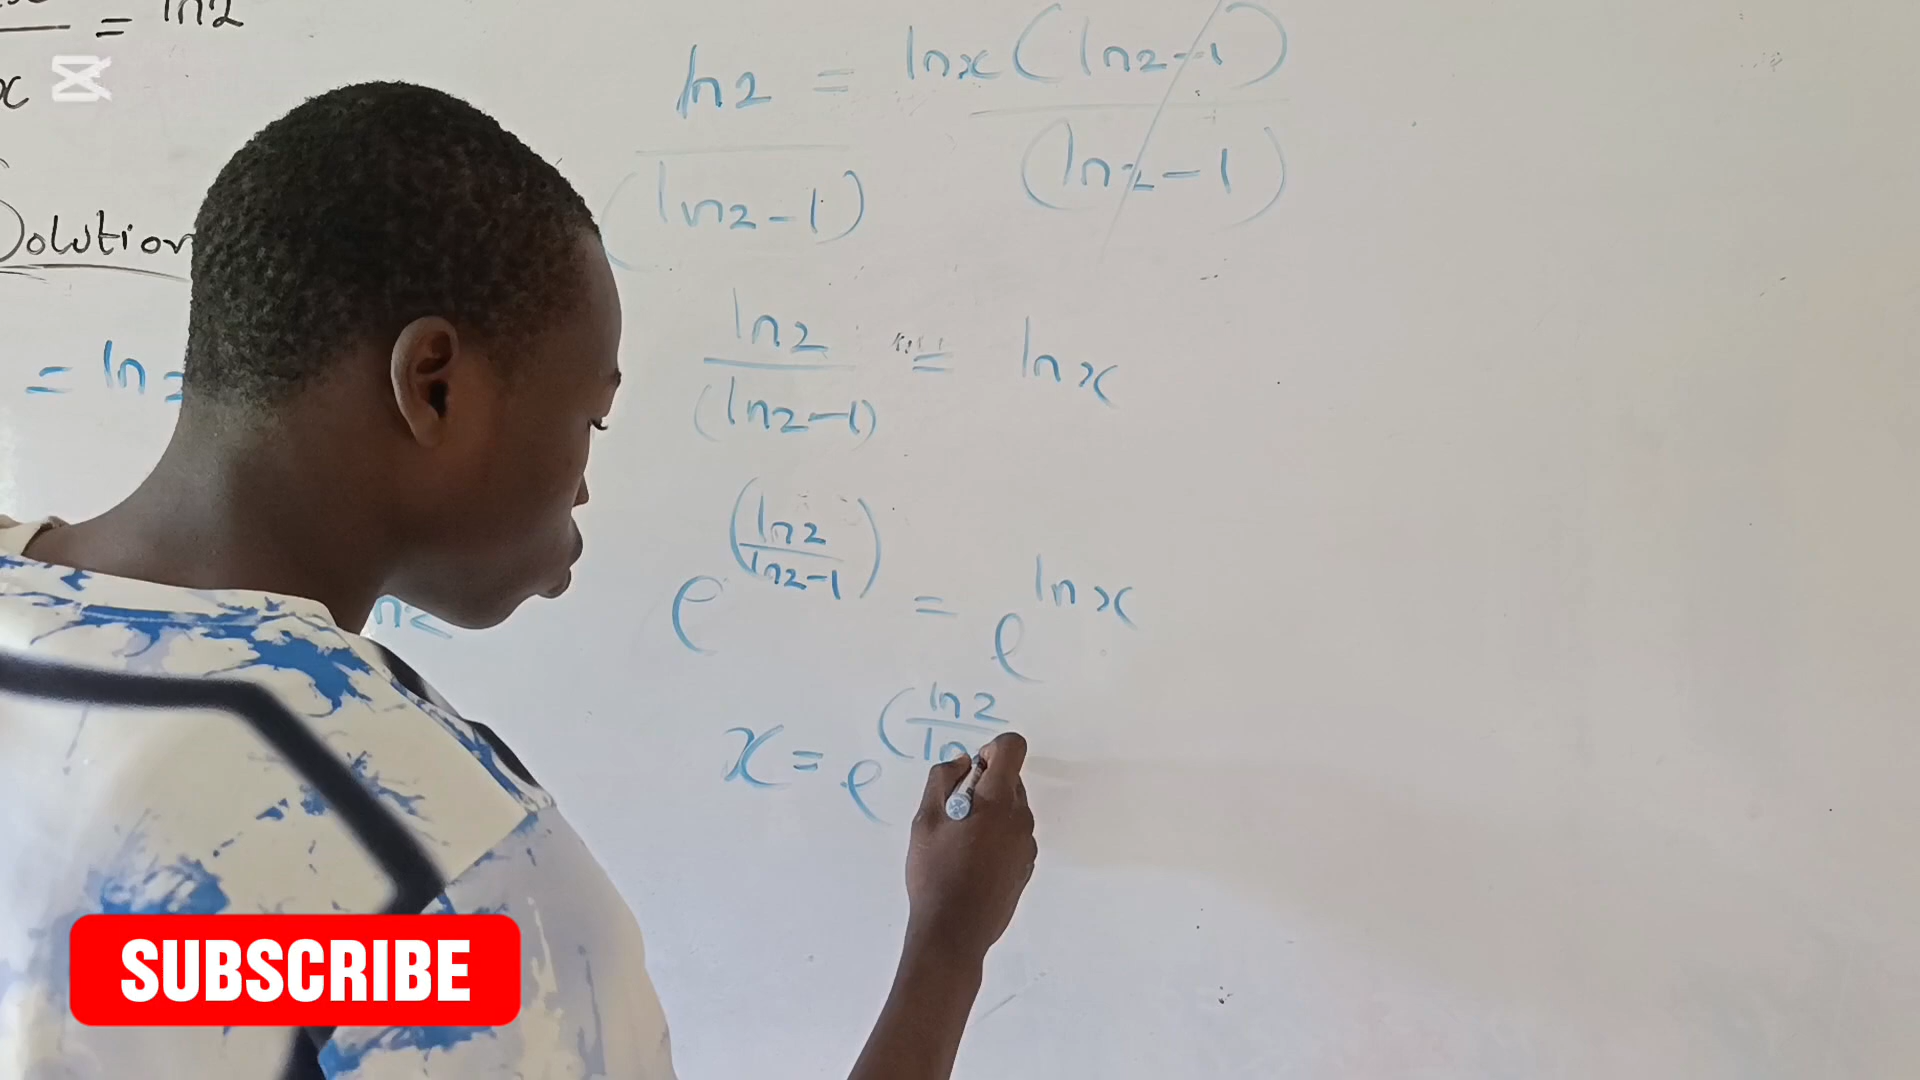 = ln2
x
Solution
= ln2
ln2 = lnx(ln2-1)
(ln2-1) (ln2-1)
ln2 = lnx
(ln2-1)
e^(ln2/ln2-1) = e^lnx
x = e^(ln2/ln
SUBSCRIBE